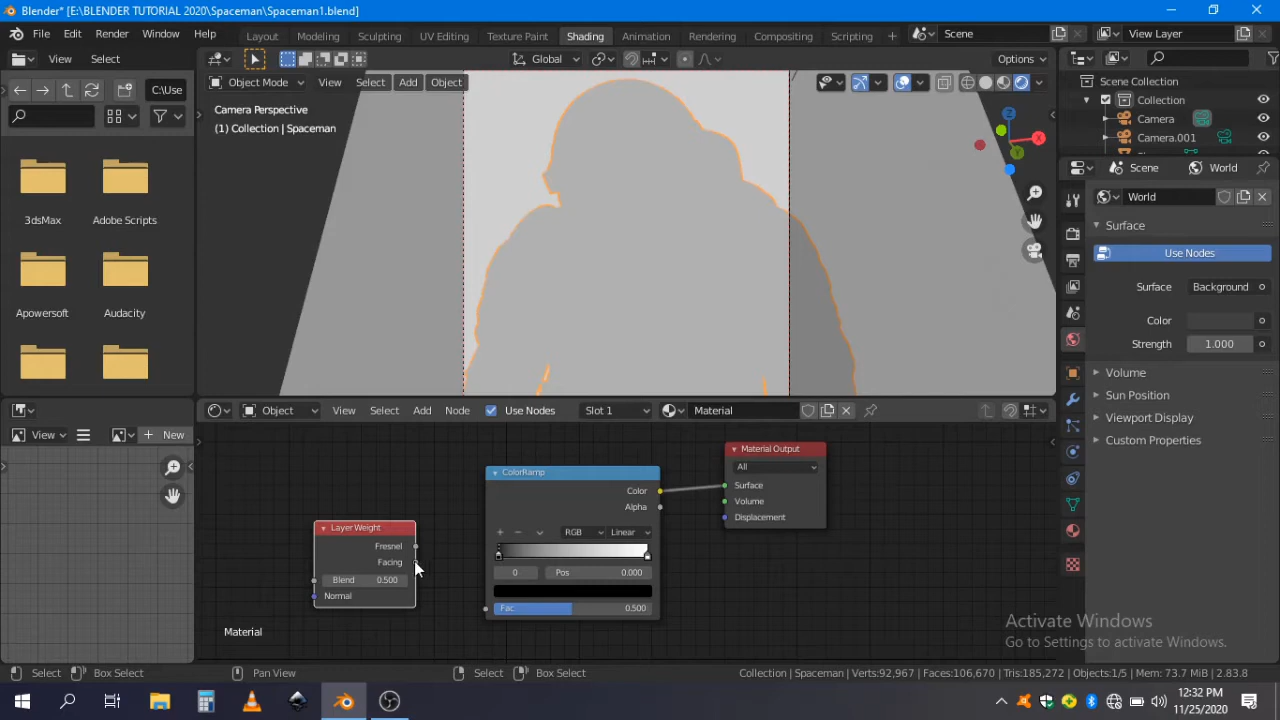 Blender* [E:\BLENDER TUTORIAL 2020\Spaceman\Spaceman1.blend]
File Edit Render Window Help Layout Modeling Sculpting UV Editing Texture Paint Shading Animation Rendering Compositing Scripting Scene View Layer
View Select Global Options
C:\Use Object Mode View Select Add Object
Camera Perspective
(1) Collection | Spaceman
Scene Collection
Collection
Camera
Camera.001
Scene World
World
Surface
Use Nodes
Surface Background
Color
Strength 1.000
Volume
Sun Position
Viewport Display
Custom Properties
3dsMax Adobe Scripts
Apowersoft Audacity
View New
Object View Select Add Node Use Nodes Slot 1 Material
Layer Weight
Fresnel
Facing
Blend 0.500
Normal
ColorRamp
Color
Alpha
RGB Linear
0 Pos 0.000
Fac 0.500
Material Output
All
Surface
Volume
Displacement
Material
Activate Windows
Go to Settings to activate Windows.
Select Box Select Pan View Select Box Select Collection | Spaceman | Verts:92,967 | Faces:106,670 | Tris:185,272 | Objects:1/5 | Mem: 73.7 MiB | 2.83.8
12:32 PM
11/25/2020